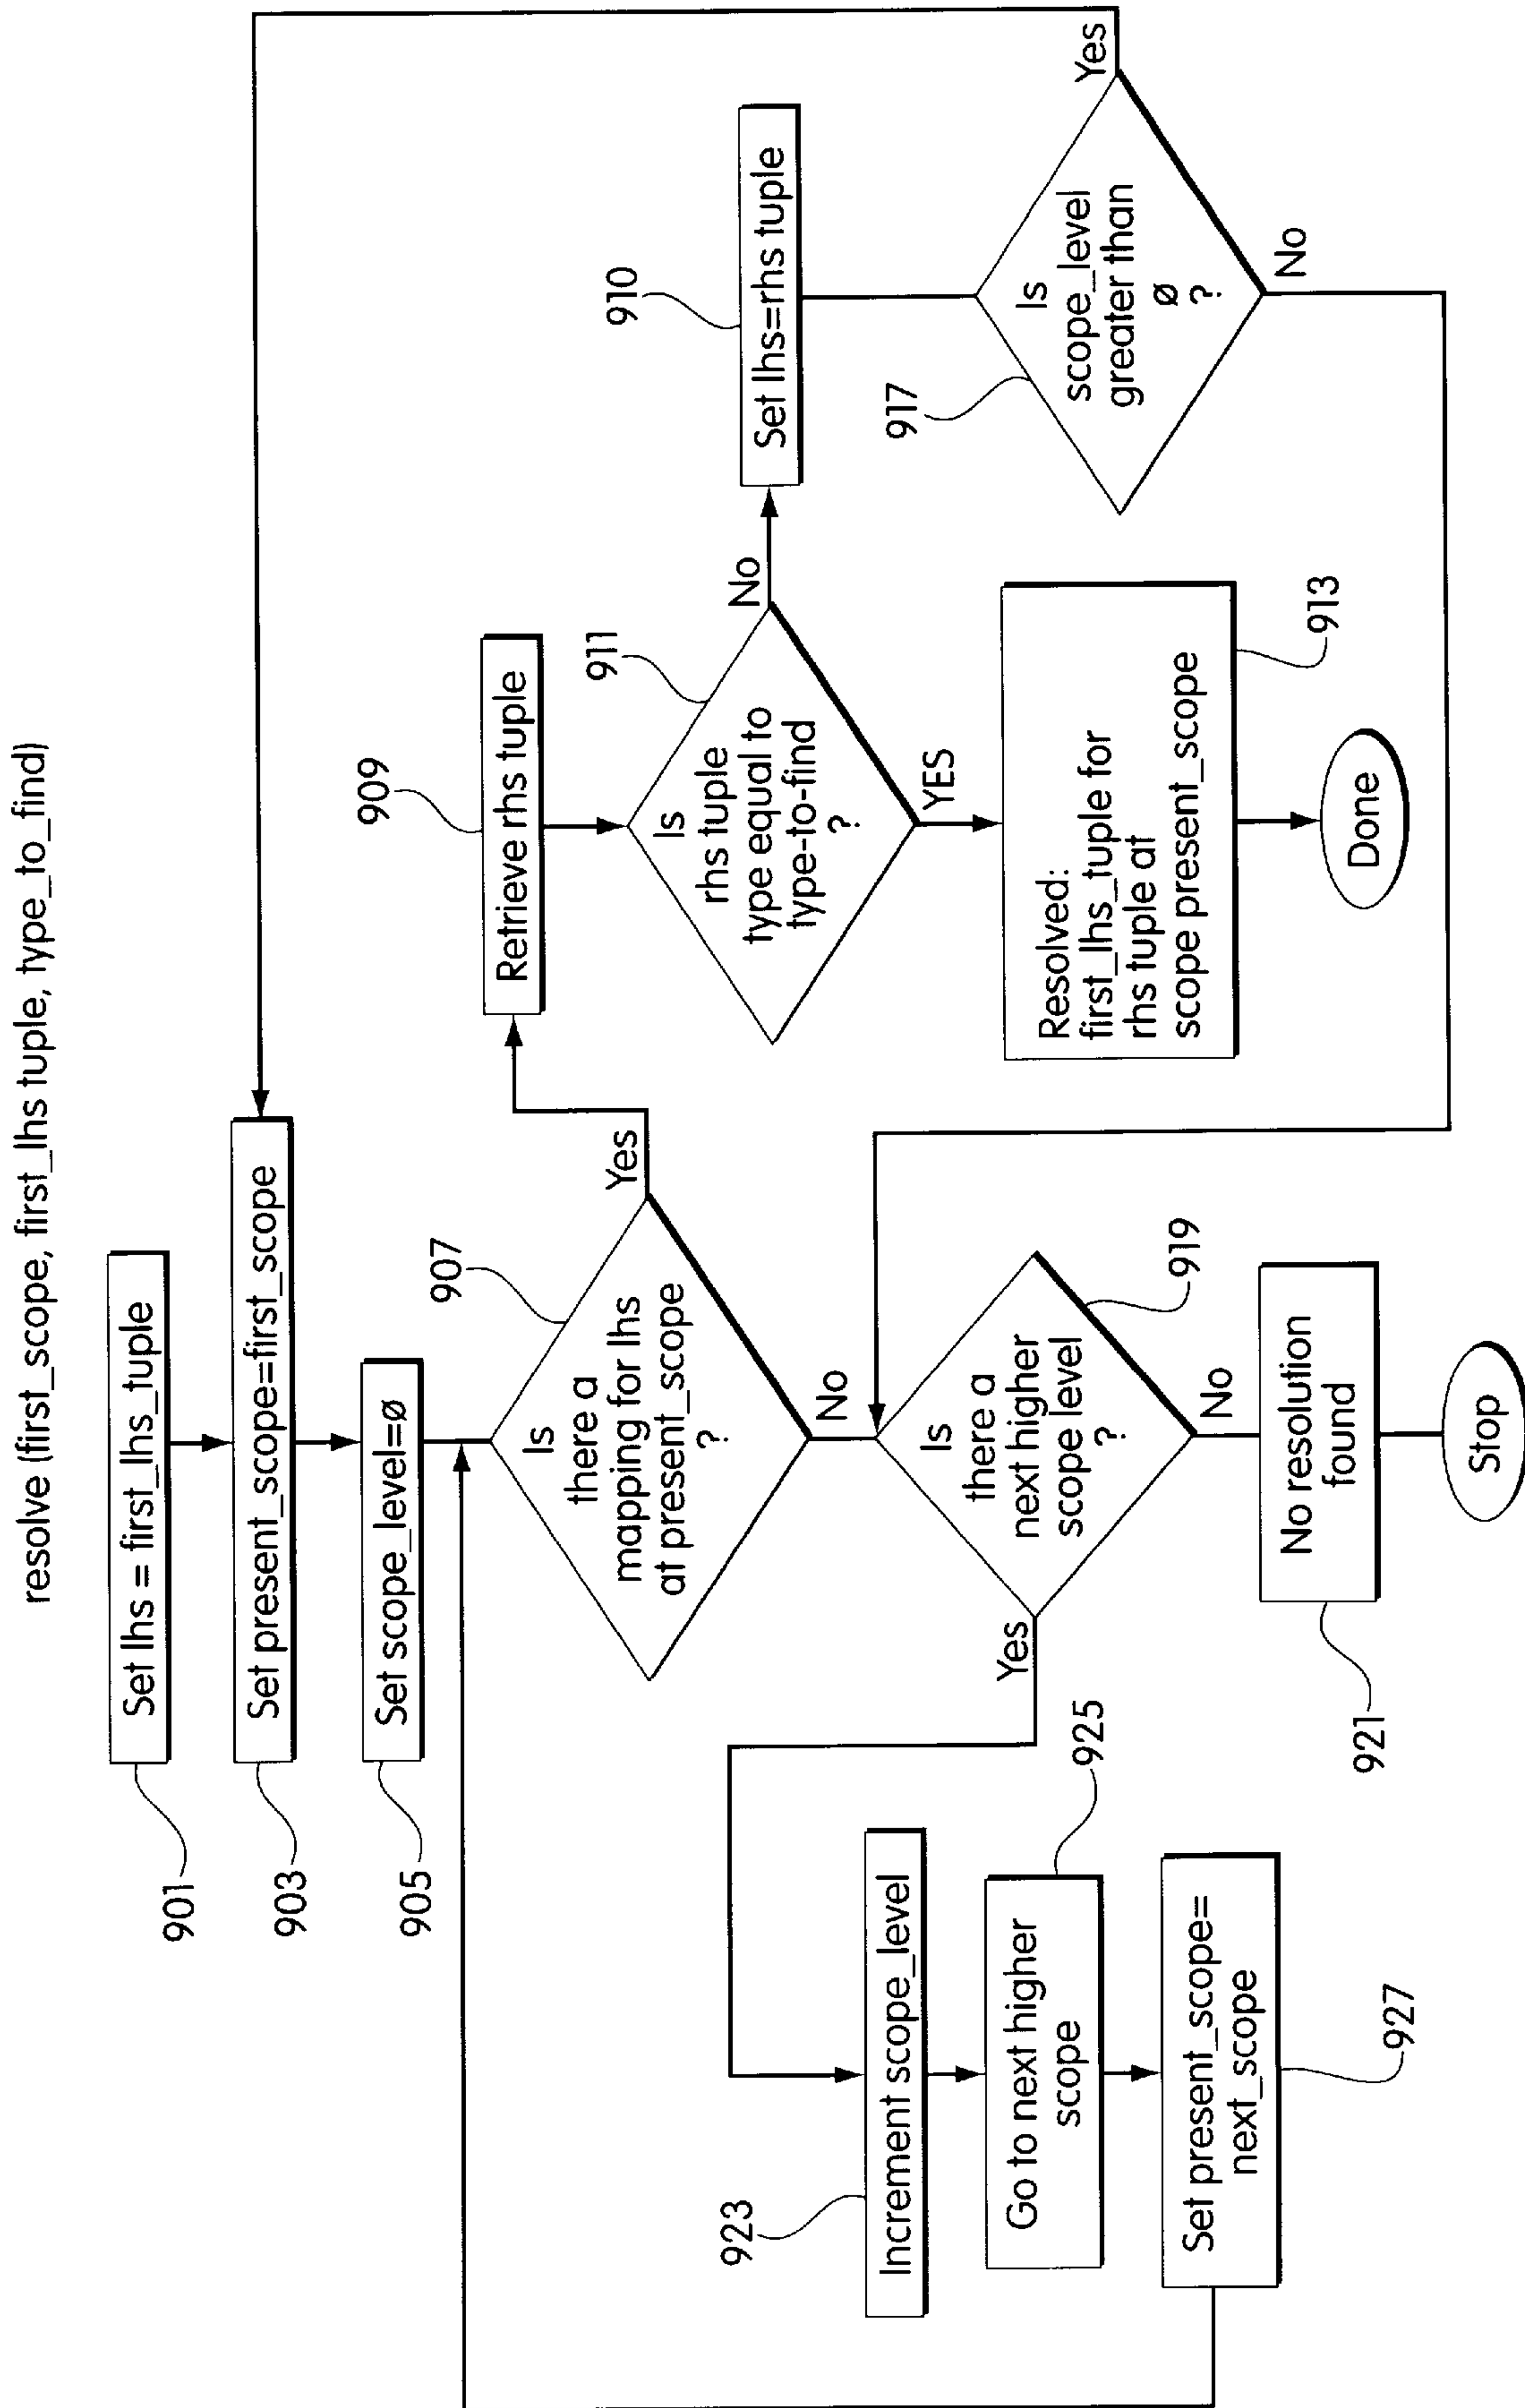 resolve (first_scope, first_lhs tuple, type_to_find)
901
Set lhs = first_lhs_tuple
903
Set present_scope=first_scope
905
Set scope_level=ø
907
Is
there a
mapping for lhs
at present_scope
?
Yes
No
909
Retrieve rhs tuple
911
Is
rhs tuple
type equal to
type-to-find
?
No
YES
910
Set lhs=rhs tuple
917
Is
scope_level
greater than
ø
?
Yes
No
Resolved:
first_lhs_tuple for
rhs tuple at
scope present_scope
913
Done
919
Is
there a
next higher
scope level
?
Yes
No
921
No resolution
found
Stop
923
Increment scope_level
925
Go to next higher
scope
Set present_scope=
next_scope
927